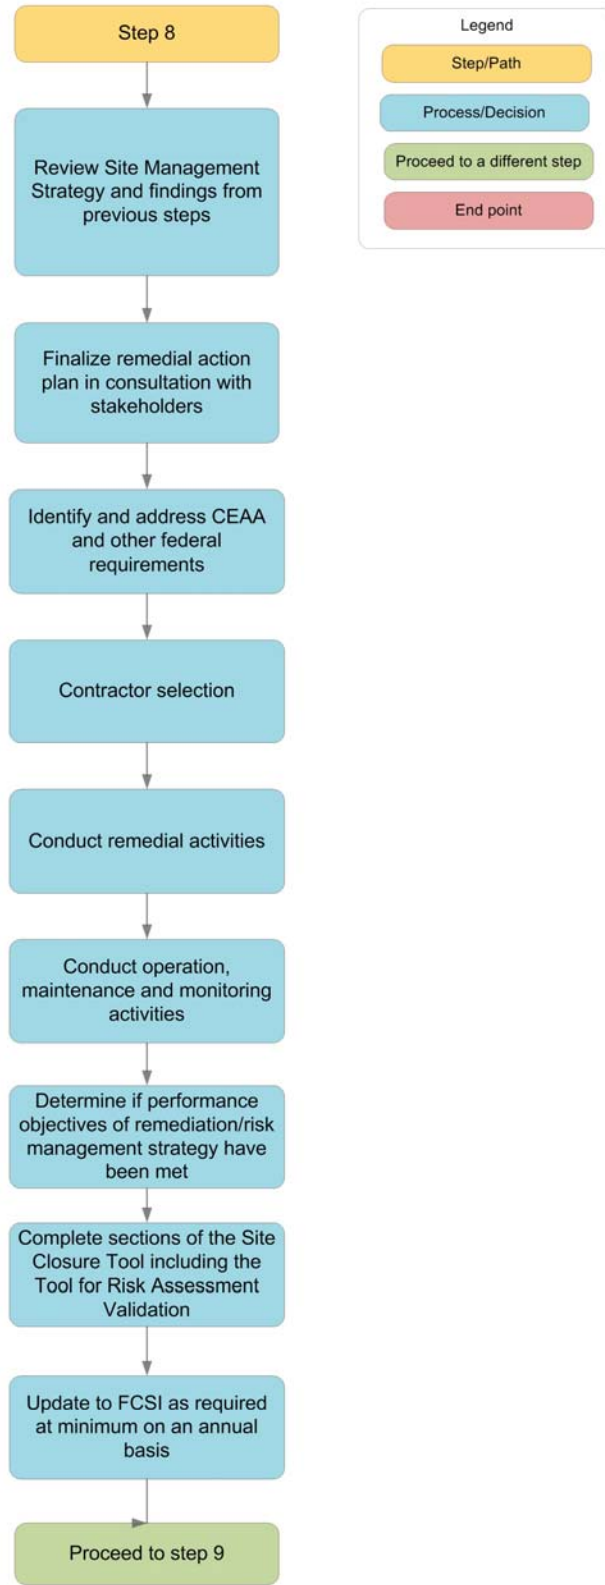 Step 8
Review Site Management
Strategy and findings from
previous steps
Finalize remedial action
plan in consultation with
stakeholders
Identify and address CEAA
and other federal
requirements
Contractor selection
Conduct remedial activities
Conduct operation,
maintenance and monitoring
activities
Determine if performance
objectives of remediation/risk
management strategy have
been met
Complete sections of the Site
Closure Tool including the
Tool for Risk Assessment
Validation
Update to FCSI as required
at minimum on an annual
basis
Proceed to step 9
Legend
Step/Path
Process/Decision
Proceed to a different step
End point